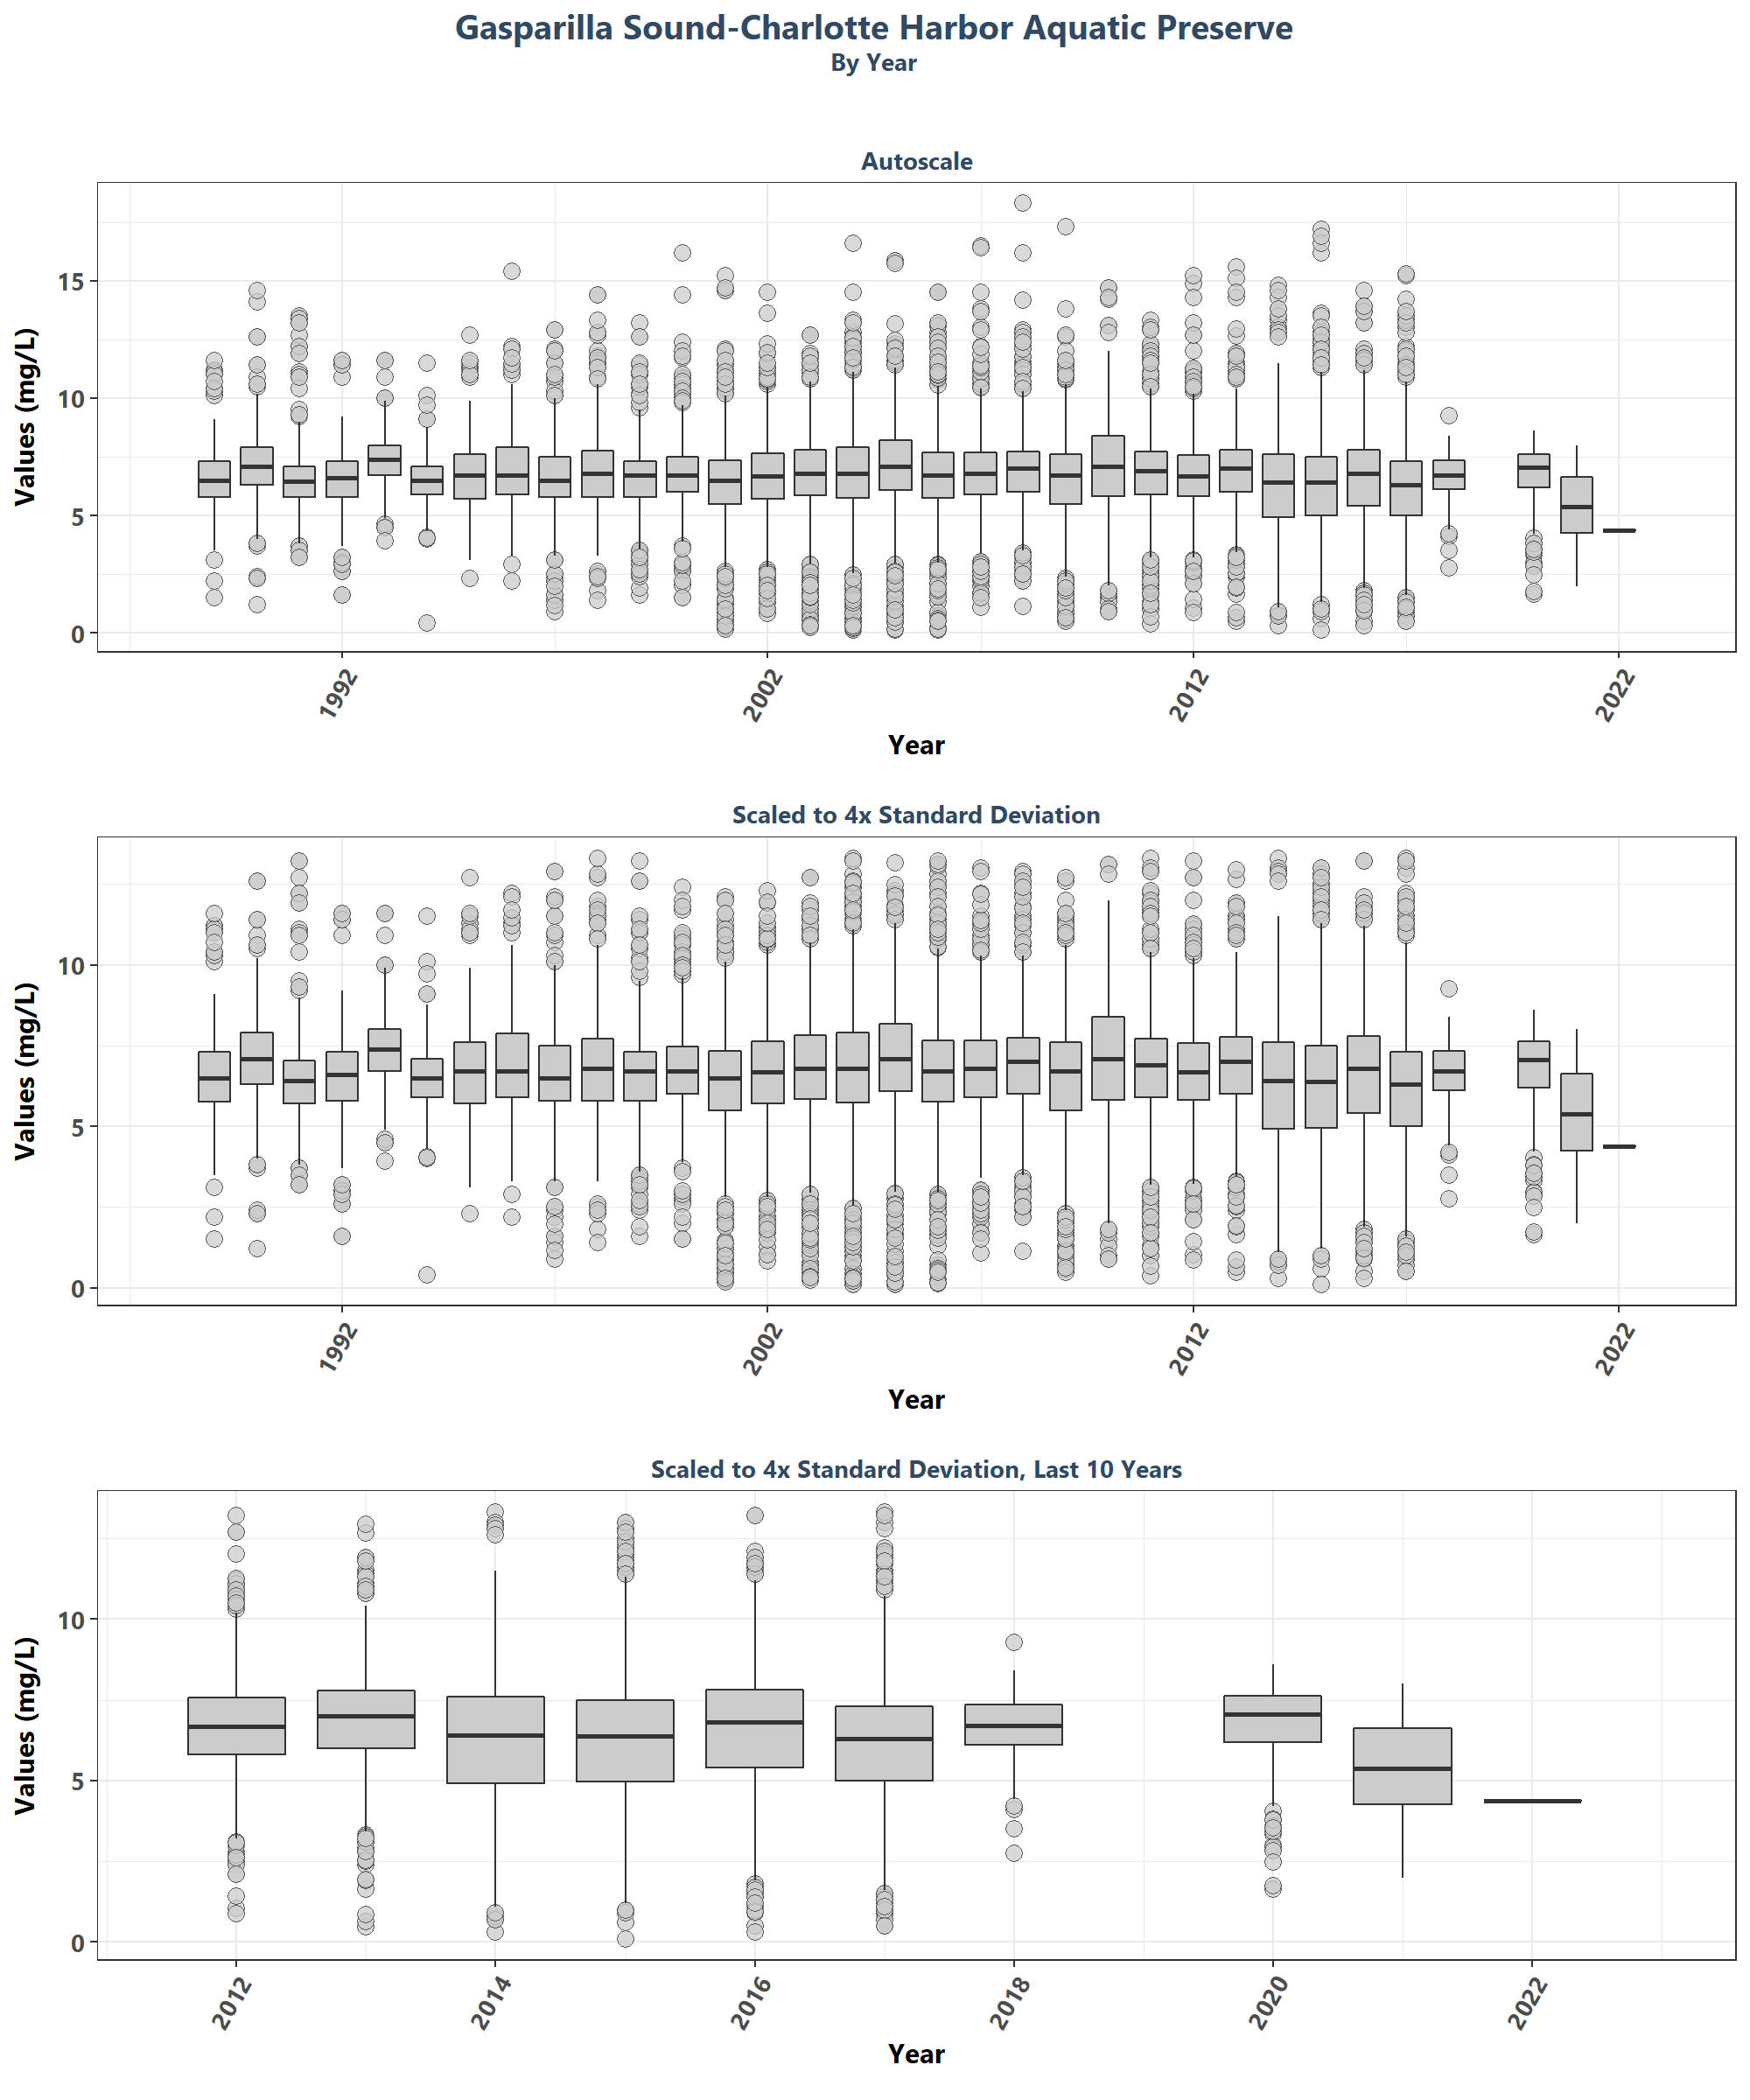 Gasparilla Sound-Charlotte Harbor Aquatic Preserve
By Year
Autoscale
Values (mg/L)
15
10
5
0
1992
2002
2012
2022
Year
Scaled to 4x Standard Deviation
Values (mg/L)
10
5
0
1992
2002
2012
2022
Year
Scaled to 4x Standard Deviation, Last 10 Years
Values (mg/L)
10
5
0
2012
2014
2016
2018
2020
2022
Year